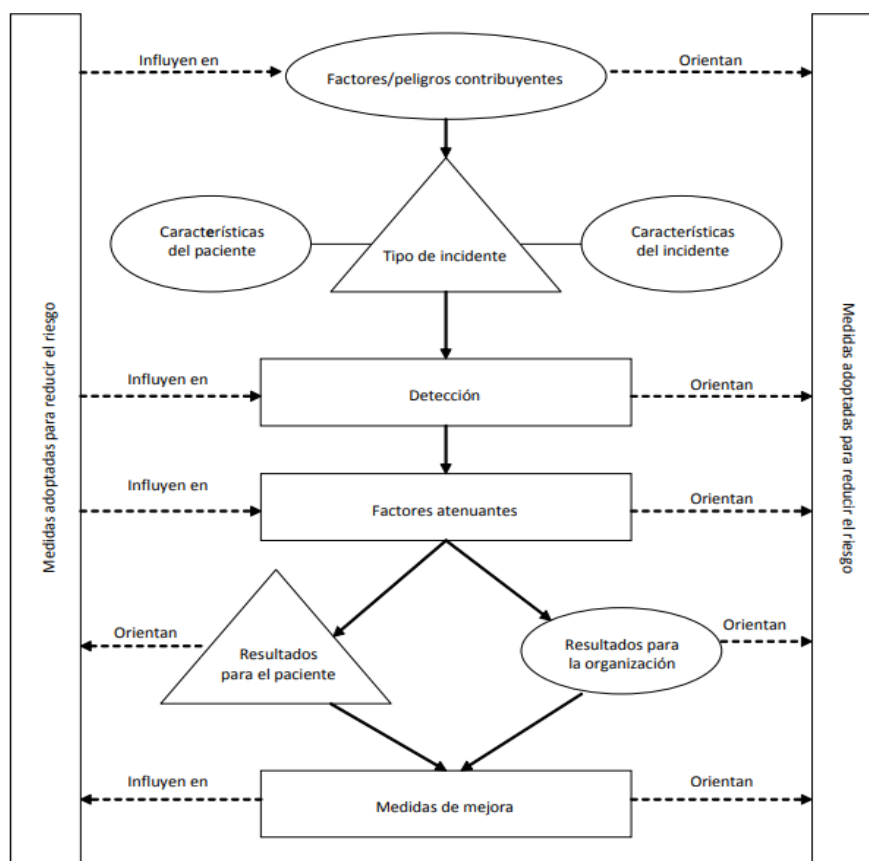 Influyen en
Factores/peligros contribuyentes
Orientan
Características
del paciente
Tipo de incidente
Características
del incidente
Medidas adoptadas para reducir el riesgo
Medidas adoptadas para reducir el riesgo
Influyen en
Detección
Orientan
Influyen en
Factores atenuantes
Orientan
Orientan
Resultados
para el paciente
Resultados para
la organización
Orientan
Influyen en
Medidas de mejora
Orientan